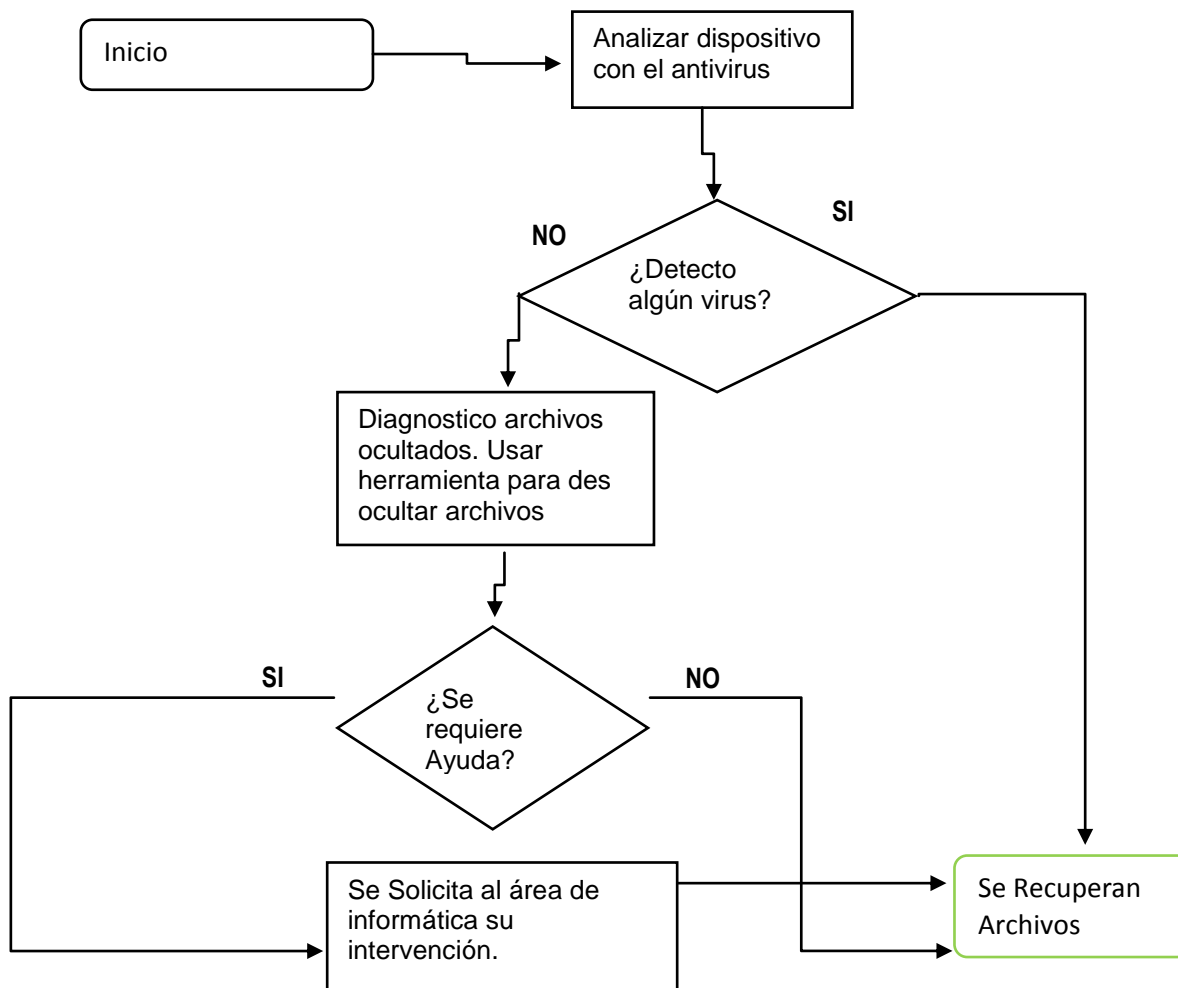 Inicio
Analizar dispositivo
con el antivirus
NO
SI
¿Detecto
algún virus?
Diagnostico archivos
ocultados. Usar
herramienta para des
ocultar archivos
SI
NO
¿Se
requiere
Ayuda?
Se Solicita al área de
informática su
intervención.
Se Recuperan
Archivos